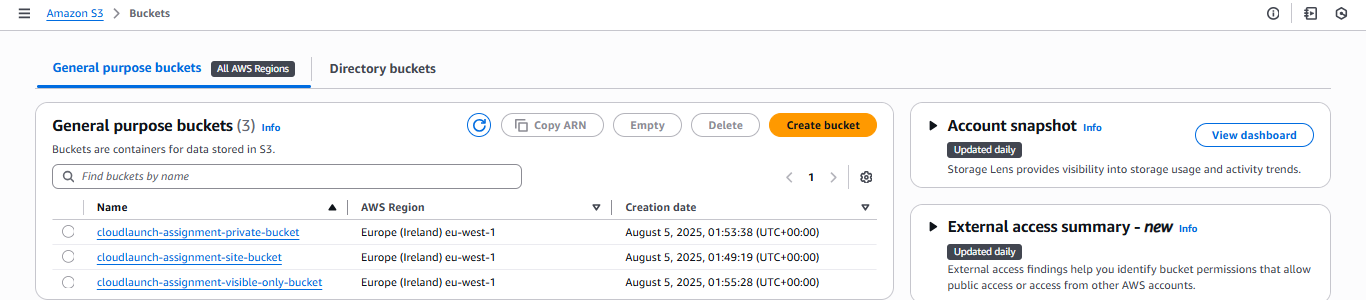 Amazon S3 > Buckets
General purpose buckets All AWS Regions
Directory buckets
General purpose buckets (3) Info
Copy ARN
Empty
Delete
Create bucket
Buckets are containers for data stored in S3.
Find buckets by name
1
Name AWS Region Creation date
cloudlaunch-assignment-private-bucket Europe (Ireland) eu-west-1 August 5, 2025, 01:53:38 (UTC+00:00)
cloudlaunch-assignment-site-bucket Europe (Ireland) eu-west-1 August 5, 2025, 01:49:19 (UTC+00:00)
cloudlaunch-assignment-visible-only-bucket Europe (Ireland) eu-west-1 August 5, 2025, 01:55:28 (UTC+00:00)
Account snapshot Info
View dashboard
Updated daily
Storage Lens provides visibility into storage usage and activity trends.
External access summary - new Info
Updated daily
External access findings help you identify bucket permissions that allow
public access or access from other AWS accounts.